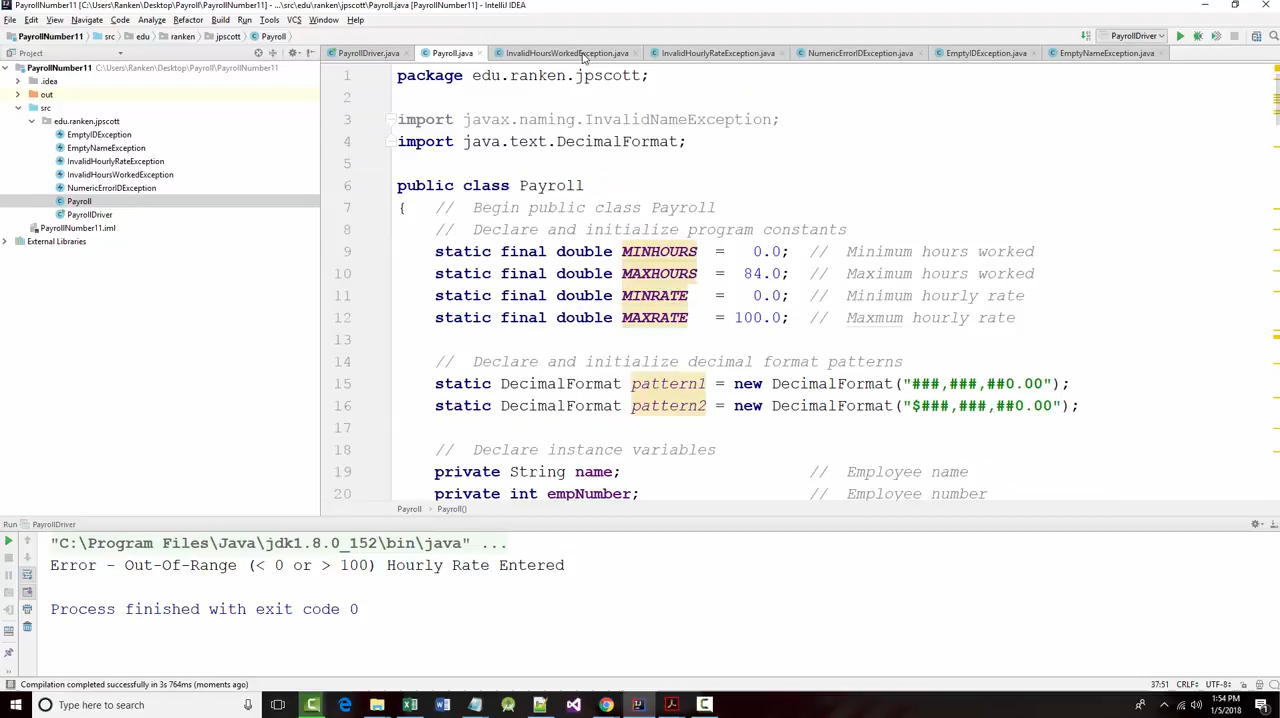 PayrollNumber11 - [C:\Users\Ranken\Desktop\Payroll\PayrollNumber11] - ...\src\edu\ranken\jpscott\Payroll.java [PayrollNumber11] - IntelliJ IDEA
File Edit View Navigate Code Analyze Refactor Build Run Tools VCS Window Help
PayrollNumber11 src edu ranken jpscott Payroll PayrollDriver
Project PayrollDriver.java Payroll.java InvalidHoursWorkedException.java InvalidHourlyRateException.java NumericErrorIDException.java EmptyIDException.java EmptyNameException.java
PayrollNumber11 C:\Users\Ranken\Desktop\Payroll\PayrollNumber11
.idea
out
src
edu.ranken.jpscott
EmptyIDException
EmptyNameException
InvalidHourlyRateException
InvalidHoursWorkedException
NumericErrorIDException
Payroll
PayrollDriver
PayrollNumber11.iml
External Libraries
1 package edu.ranken.jpscott;
2
3 import javax.naming.InvalidNameException;
4 import java.text.DecimalFormat;
5
6 public class Payroll
7 { // Begin public class Payroll
8 // Declare and initialize program constants
9 static final double MINHOURS = 0.0; // Minimum hours worked
10 static final double MAXHOURS = 84.0; // Maximum hours worked
11 static final double MINRATE = 0.0; // Minimum hourly rate
12 static final double MAXRATE = 100.0; // Maxmum hourly rate
13
14 // Declare and initialize decimal format patterns
15 static DecimalFormat pattern1 = new DecimalFormat("###,###,##0.00");
16 static DecimalFormat pattern2 = new DecimalFormat("$###,###,##0.00");
17
18 // Declare instance variables
19 private String name; // Employee name
20 private int empNumber; // Employee number
Payroll Payroll()
Run PayrollDriver
"C:\Program Files\Java\jdk1.8.0_152\bin\java" ...
Error - Out-Of-Range (< 0 or > 100) Hourly Rate Entered
Process finished with exit code 0
Compilation completed successfully in 3s 764ms (moments ago) 37:51 CRLF UTF-8
Type here to search
1:54 PM
1/5/2018